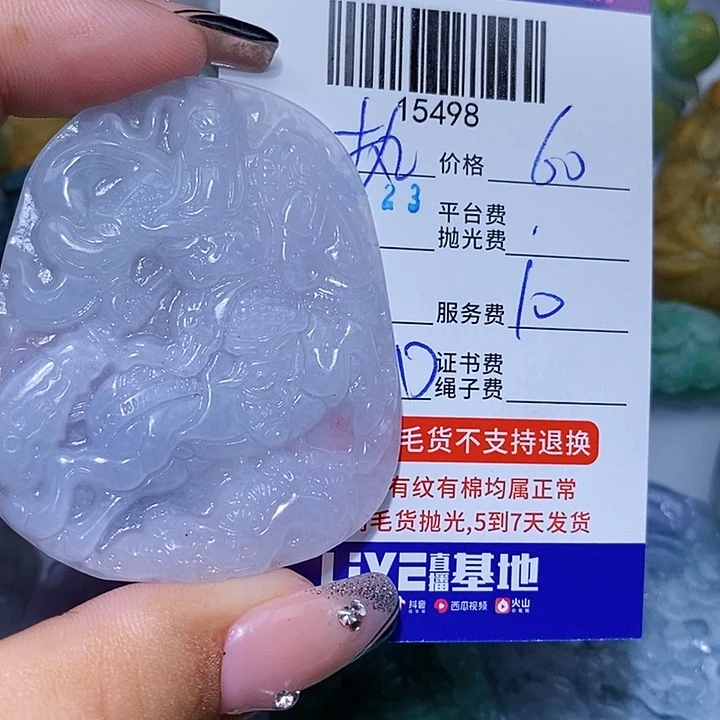 15498
执 价格 60
23 平台费
抛光费
服务费 10
证书费
绳子费
毛货不支持退换
有纹有棉均属正常
毛货抛光,5到7天发货
LiVE直播基地
抖音 西瓜视频 火山